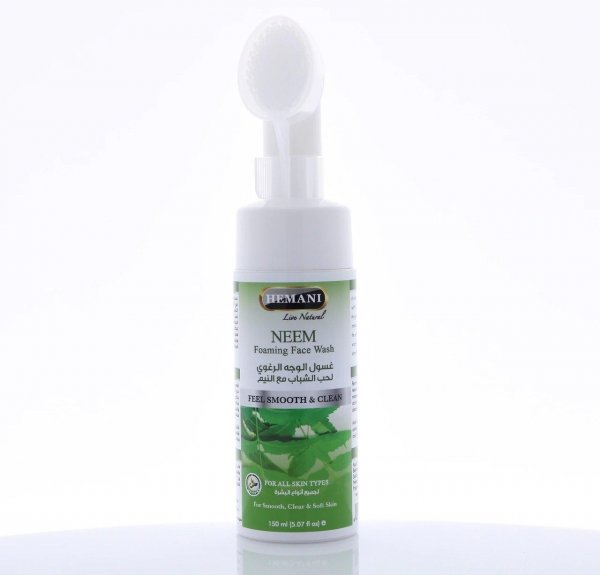 HEMANI
Live Natural
NEEM
Foaming Face Wash
غسول الوجه الرغوي
لحب الشباب مع النيم
FEEL SMOOTH & CLEAN
FOR ALL SKIN TYPES
لجميع أنواع البشرة
For Smooth, Clear & Soft Skin
150 ml (5.07 fl oz) e